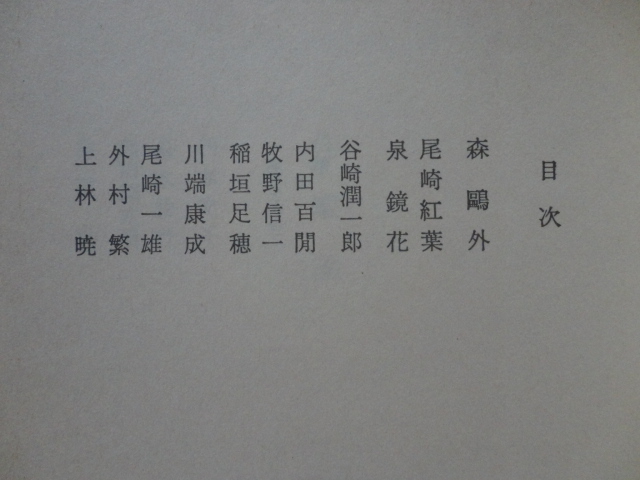 目次
森鷗外
尾崎紅葉
泉鏡花
谷崎潤一郎
内田百閒
牧野信一
稲垣足穂
川端康成
尾崎一雄
外村繁
上林暁